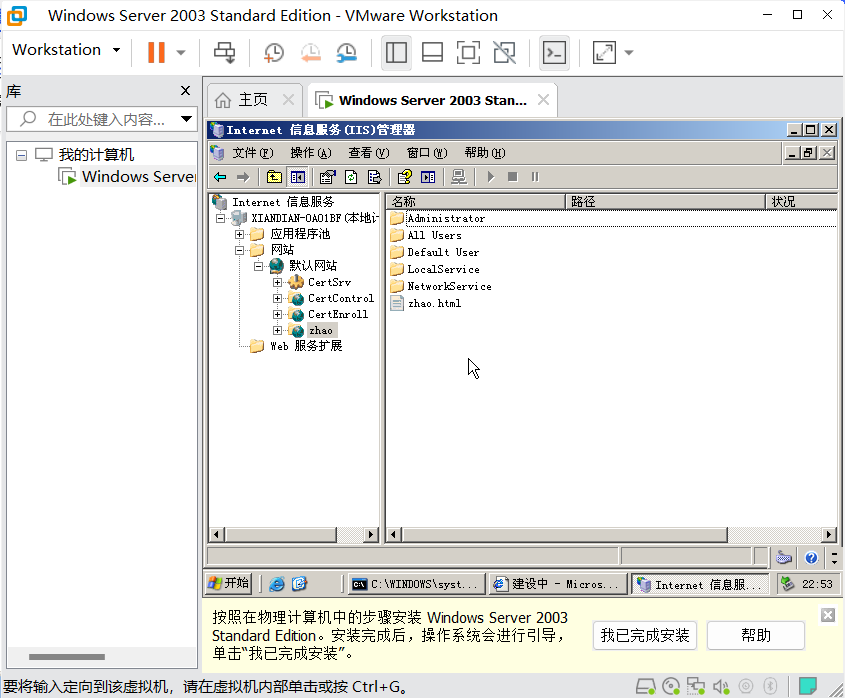 Windows Server 2003 Standard Edition - VMware Workstation
Workstation
库
在此处键入内容...
我的计算机
Windows Server
主页
Windows Server 2003 Stan...
Internet 信息服务(IIS)管理器
文件(F) 操作(A) 查看(V) 窗口(W) 帮助(H)
Internet 信息服务
XIANDIAN-0A01BF(本地计
应用程序池
网站
默认网站
CertSrv
CertControl
CertEnroll
zhao
Web 服务扩展
名称 路径 状况
Administrator
All Users
Default User
LocalService
NetworkService
zhao.html
开始
C:\WINDOWS\syst...
建设中 - Micros...
Internet 信息服...
22:53
按照在物理计算机中的步骤安装 Windows Server 2003
Standard Edition。安装完成后，操作系统会进行引导，
单击“我已完成安装”。
我已完成安装
帮助
要将输入定向到该虚拟机，请在虚拟机内部单击或按 Ctrl+G。